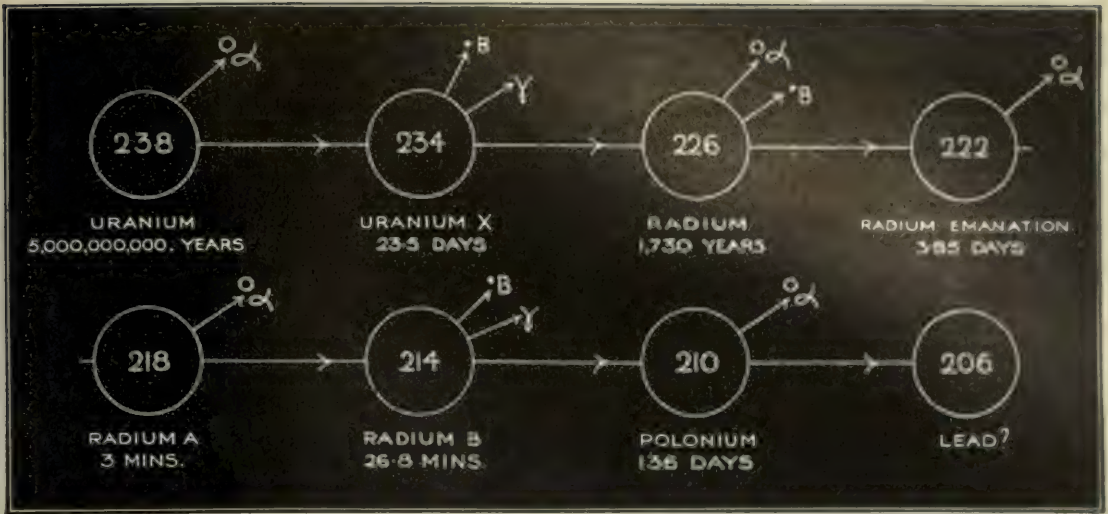 α
B
γ
α
B
α
238
234
226
222
URANIUM
5,000,000,000. YEARS
URANIUM X
23·5 DAYS
RADIUM
1,730 YEARS
RADIUM EMANATION
3·85 DAYS
α
B
γ
α
218
214
210
206
RADIUM A
3 MINS.
RADIUM B
26·8 MINS.
POLONIUM
136 DAYS
LEAD?